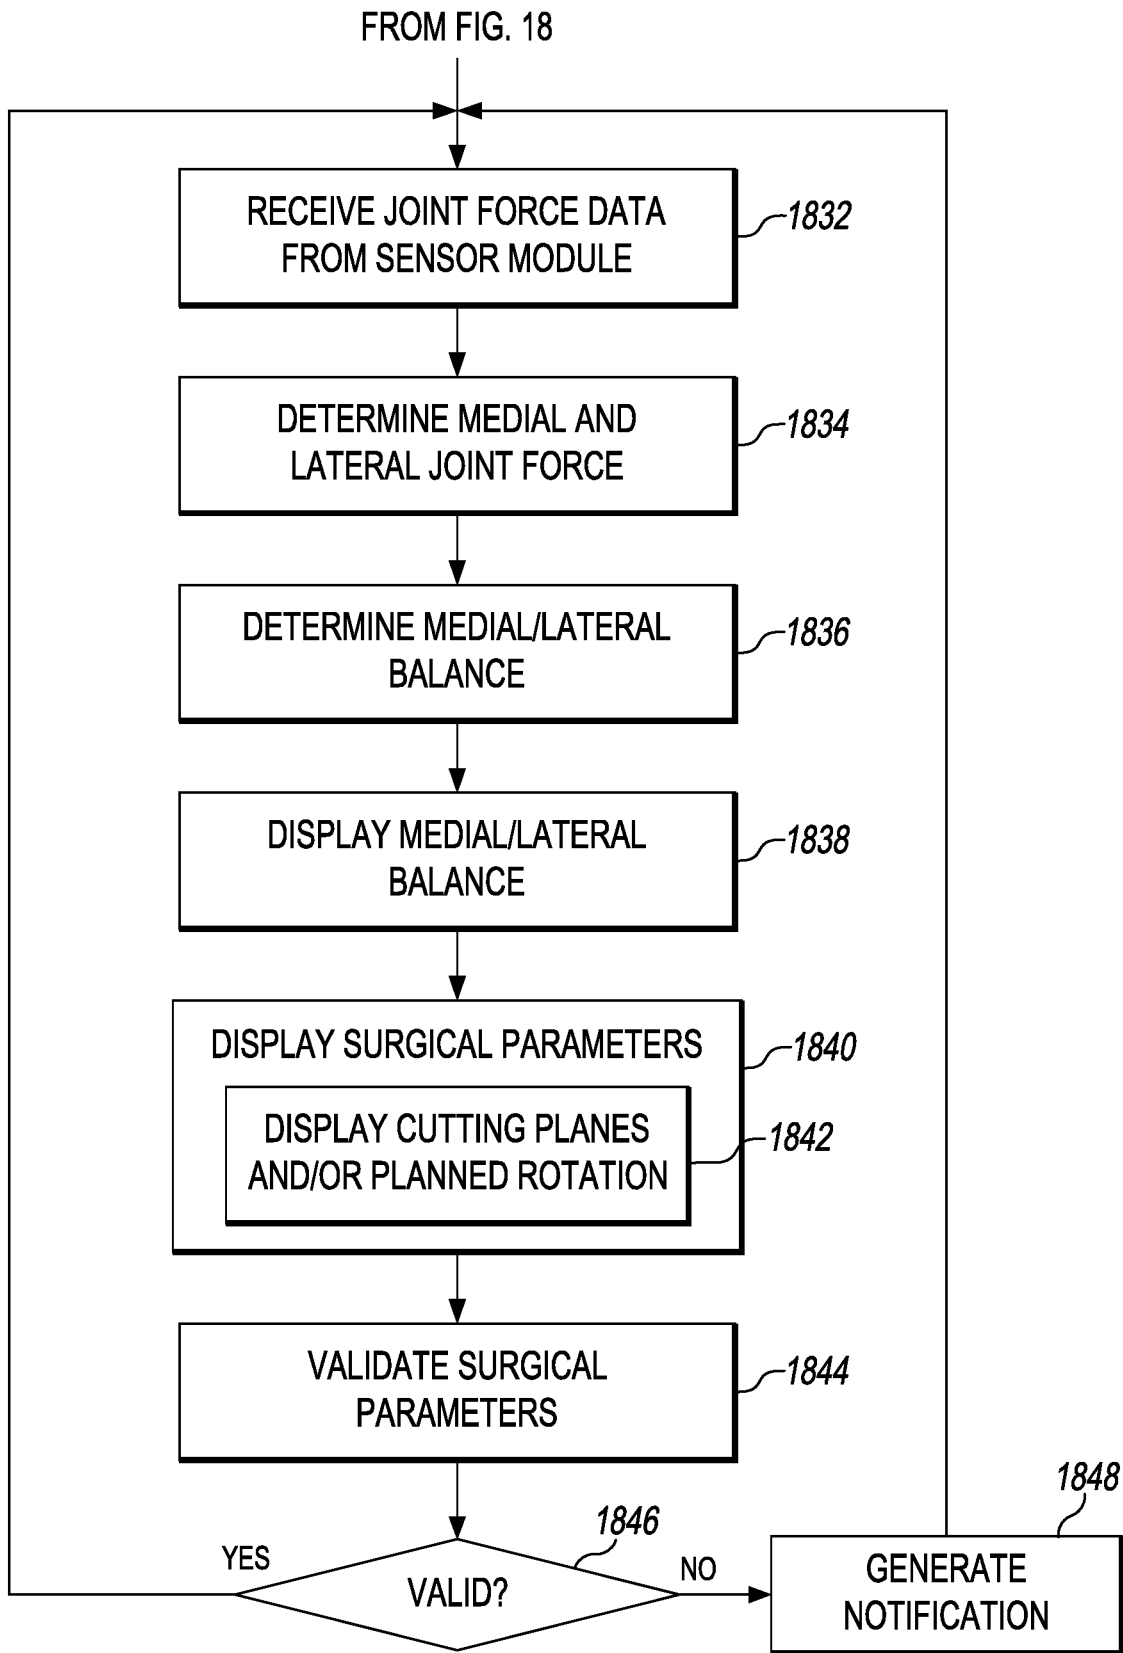 FROM FIG. 18
RECEIVE JOINT FORCE DATA
FROM SENSOR MODULE
1832
DETERMINE MEDIAL AND
LATERAL JOINT FORCE
1834
DETERMINE MEDIAL/LATERAL
BALANCE
1836
DISPLAY MEDIAL/LATERAL
BALANCE
1838
DISPLAY SURGICAL PARAMETERS
1840
DISPLAY CUTTING PLANES
AND/OR PLANNED ROTATION
1842
VALIDATE SURGICAL
PARAMETERS
1844
VALID?
1846
YES
NO
GENERATE
NOTIFICATION
1848